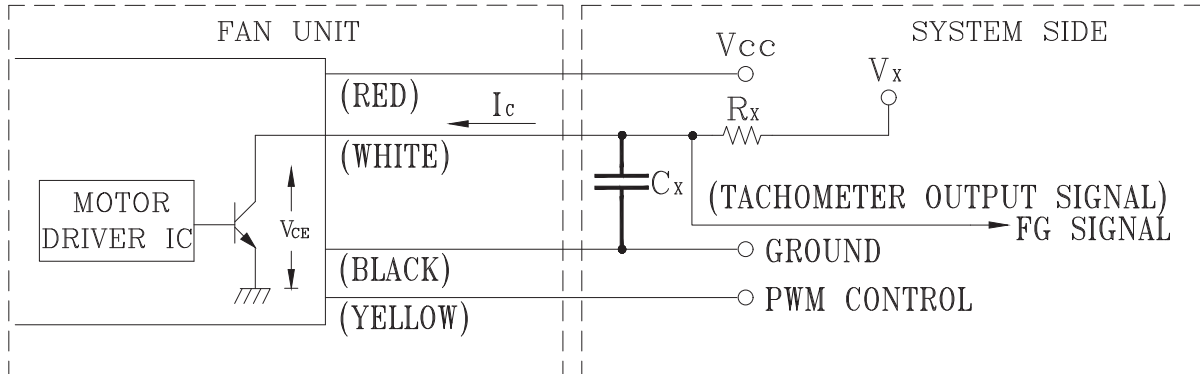 FAN UNIT
SYSTEM SIDE
Vcc
(RED)
Vx
Ic
Rx
(WHITE)
Cx
MOTOR
DRIVER IC
VCE
(TACHOMETER OUTPUT SIGNAL)
FG SIGNAL
GROUND
(BLACK)
PWM CONTROL
(YELLOW)